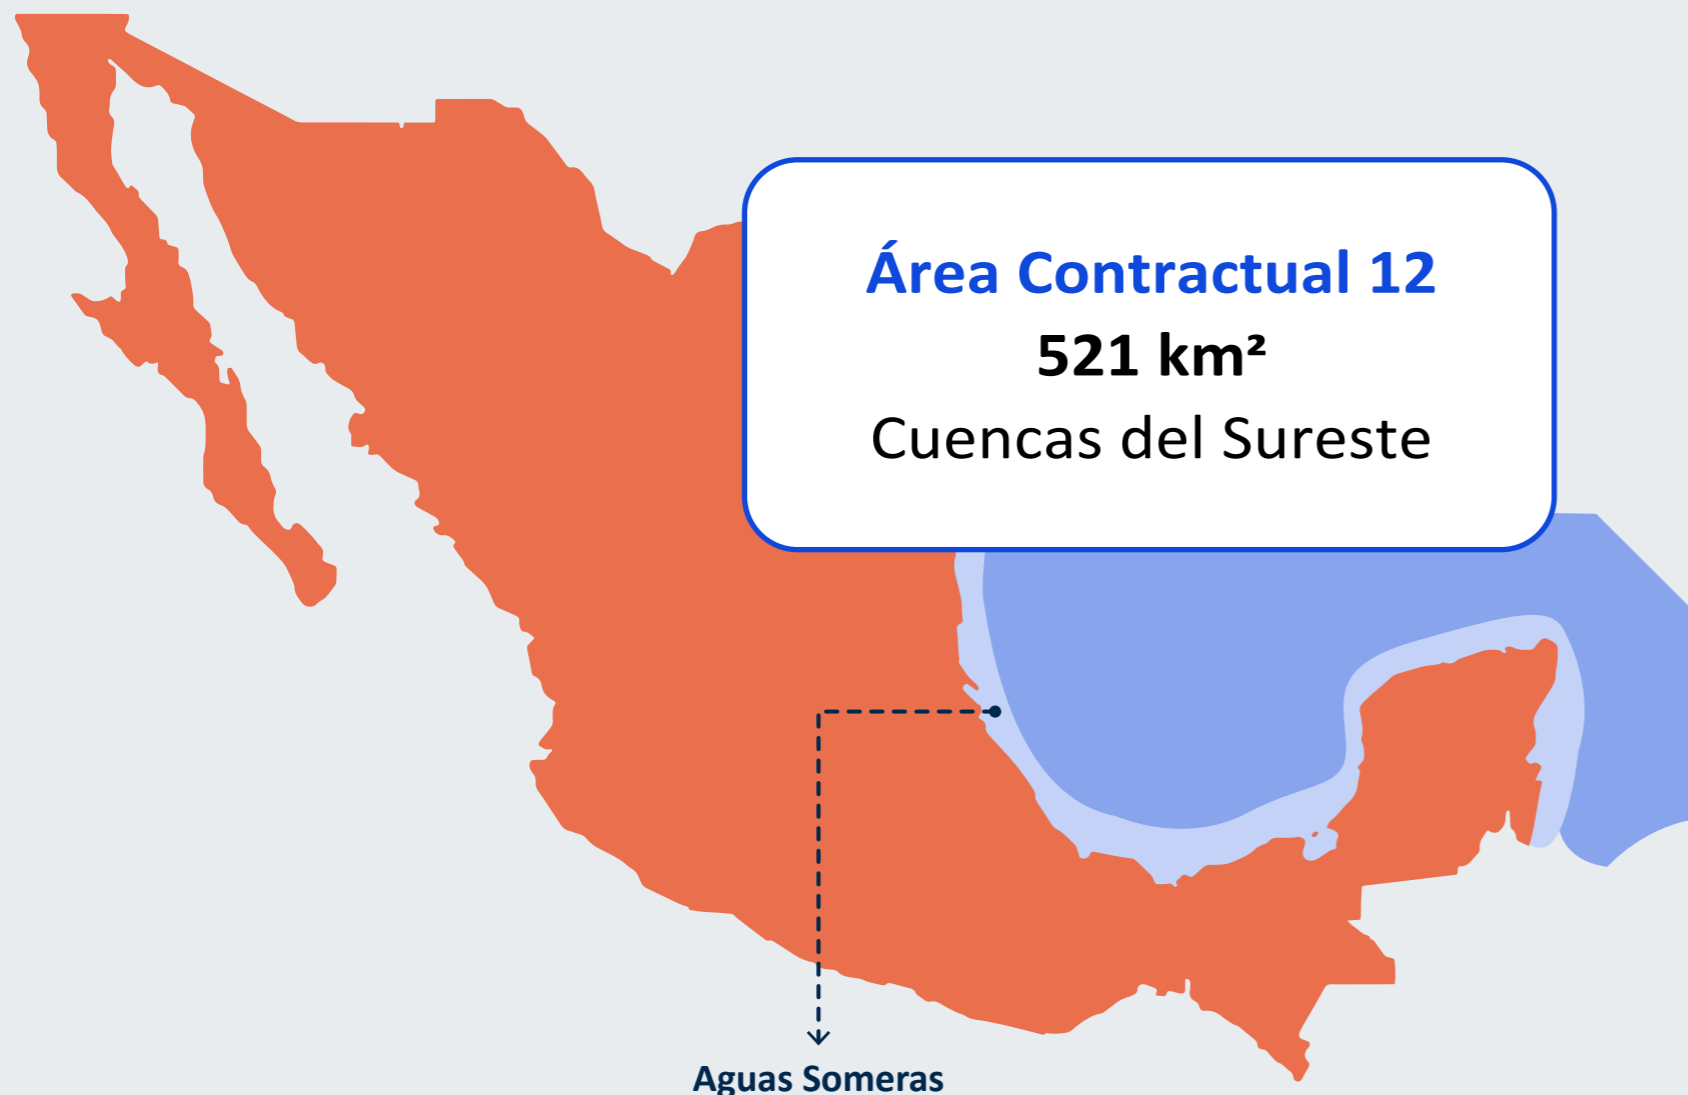 Área Contractual 12
521 km²
Cuencas del Sureste
Aguas Someras